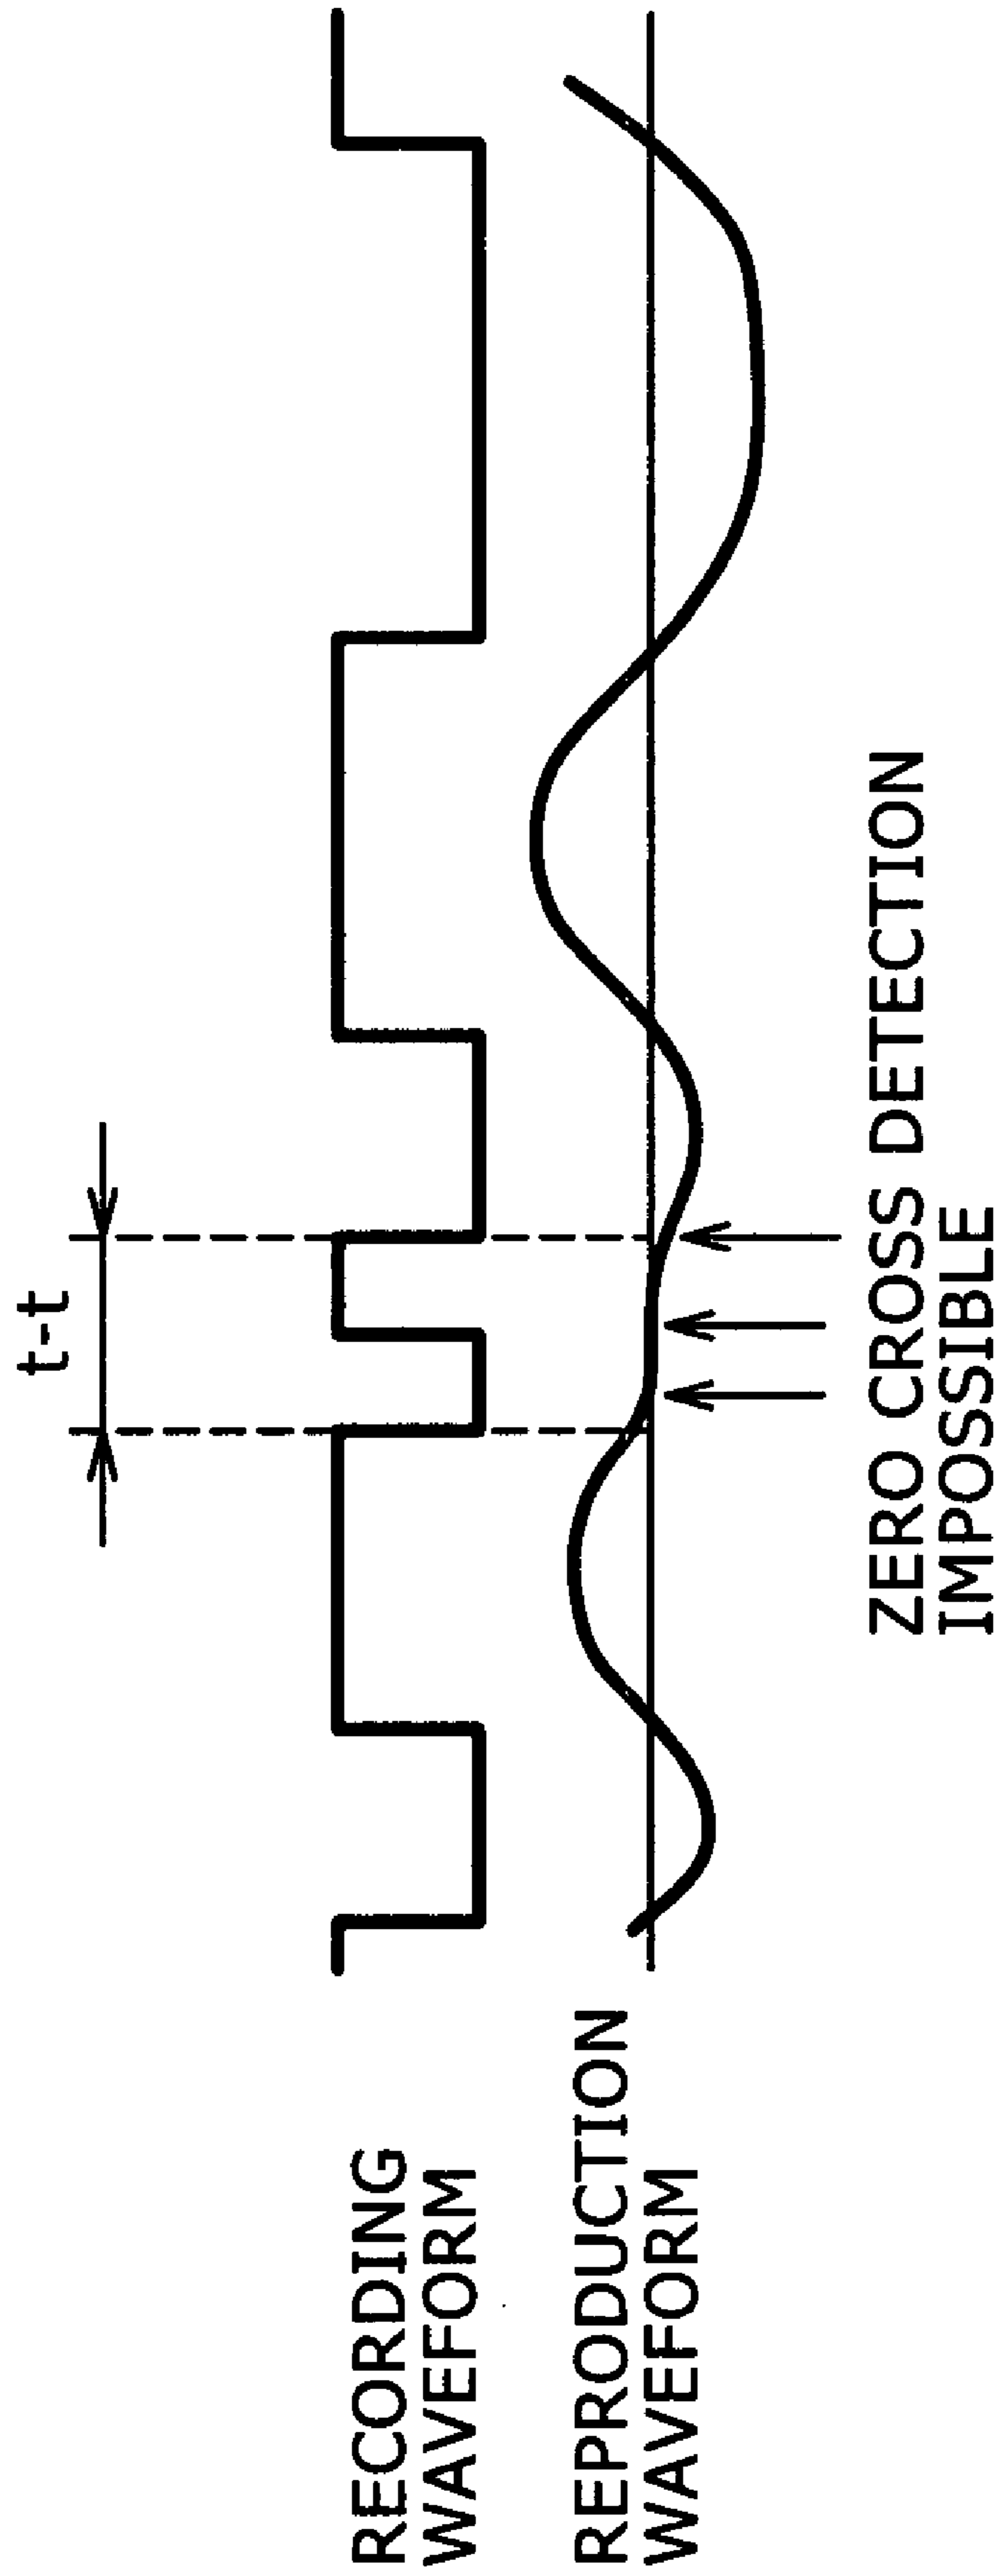 t-t
RECORDING
WAVEFORM
REPRODUCTION
WAVEFORM
ZERO CROSS DETECTION
IMPOSSIBLE